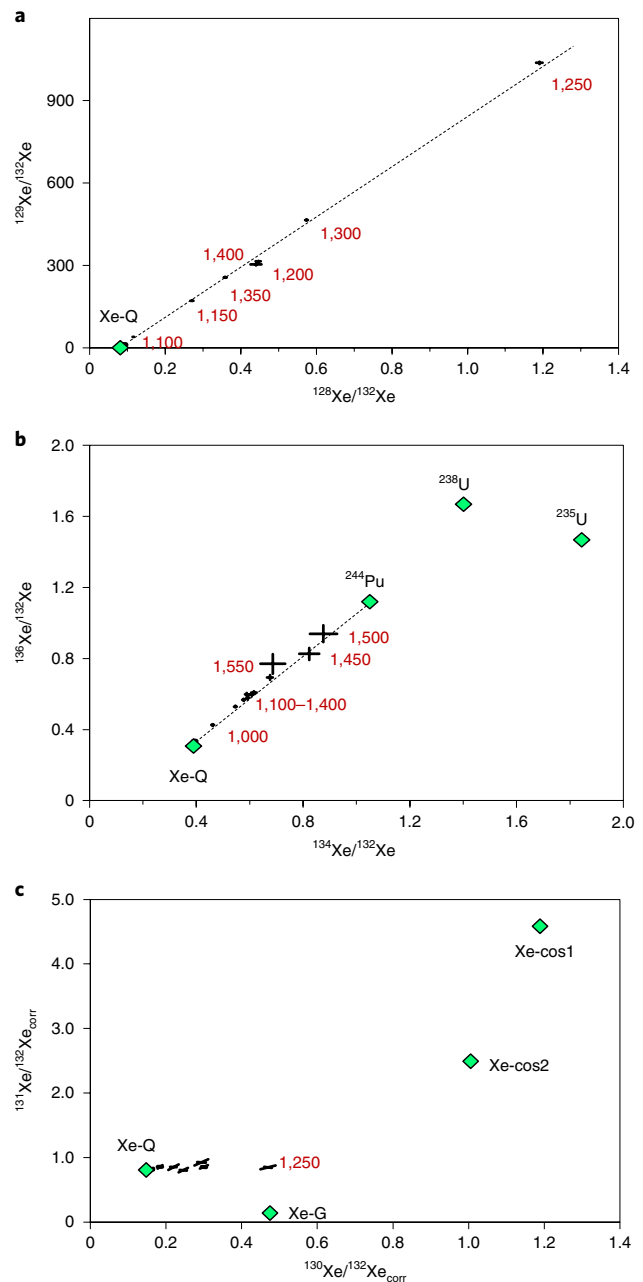 a
900
600
300
0
129Xe/132Xe
1,250
1,300
1,400
1,200
1,350
1,150
Xe-Q
1,100
0 0.2 0.4 0.6 0.8 1.0 1.2 1.4
128Xe/132Xe
b
2.0
1.6
1.2
0.8
0.4
0
136Xe/132Xe
238U
235U
244Pu
1,500
1,550
1,450
1,100–1,400
1,000
Xe-Q
0 0.4 0.8 1.2 1.6 2.0
134Xe/132Xe
c
5.0
4.0
3.0
2.0
1.0
0
131Xe/132Xecorr
Xe-cos1
Xe-cos2
Xe-Q
1,250
Xe-G
0 0.2 0.4 0.6 0.8 1.0 1.2 1.4
130Xe/132Xecorr